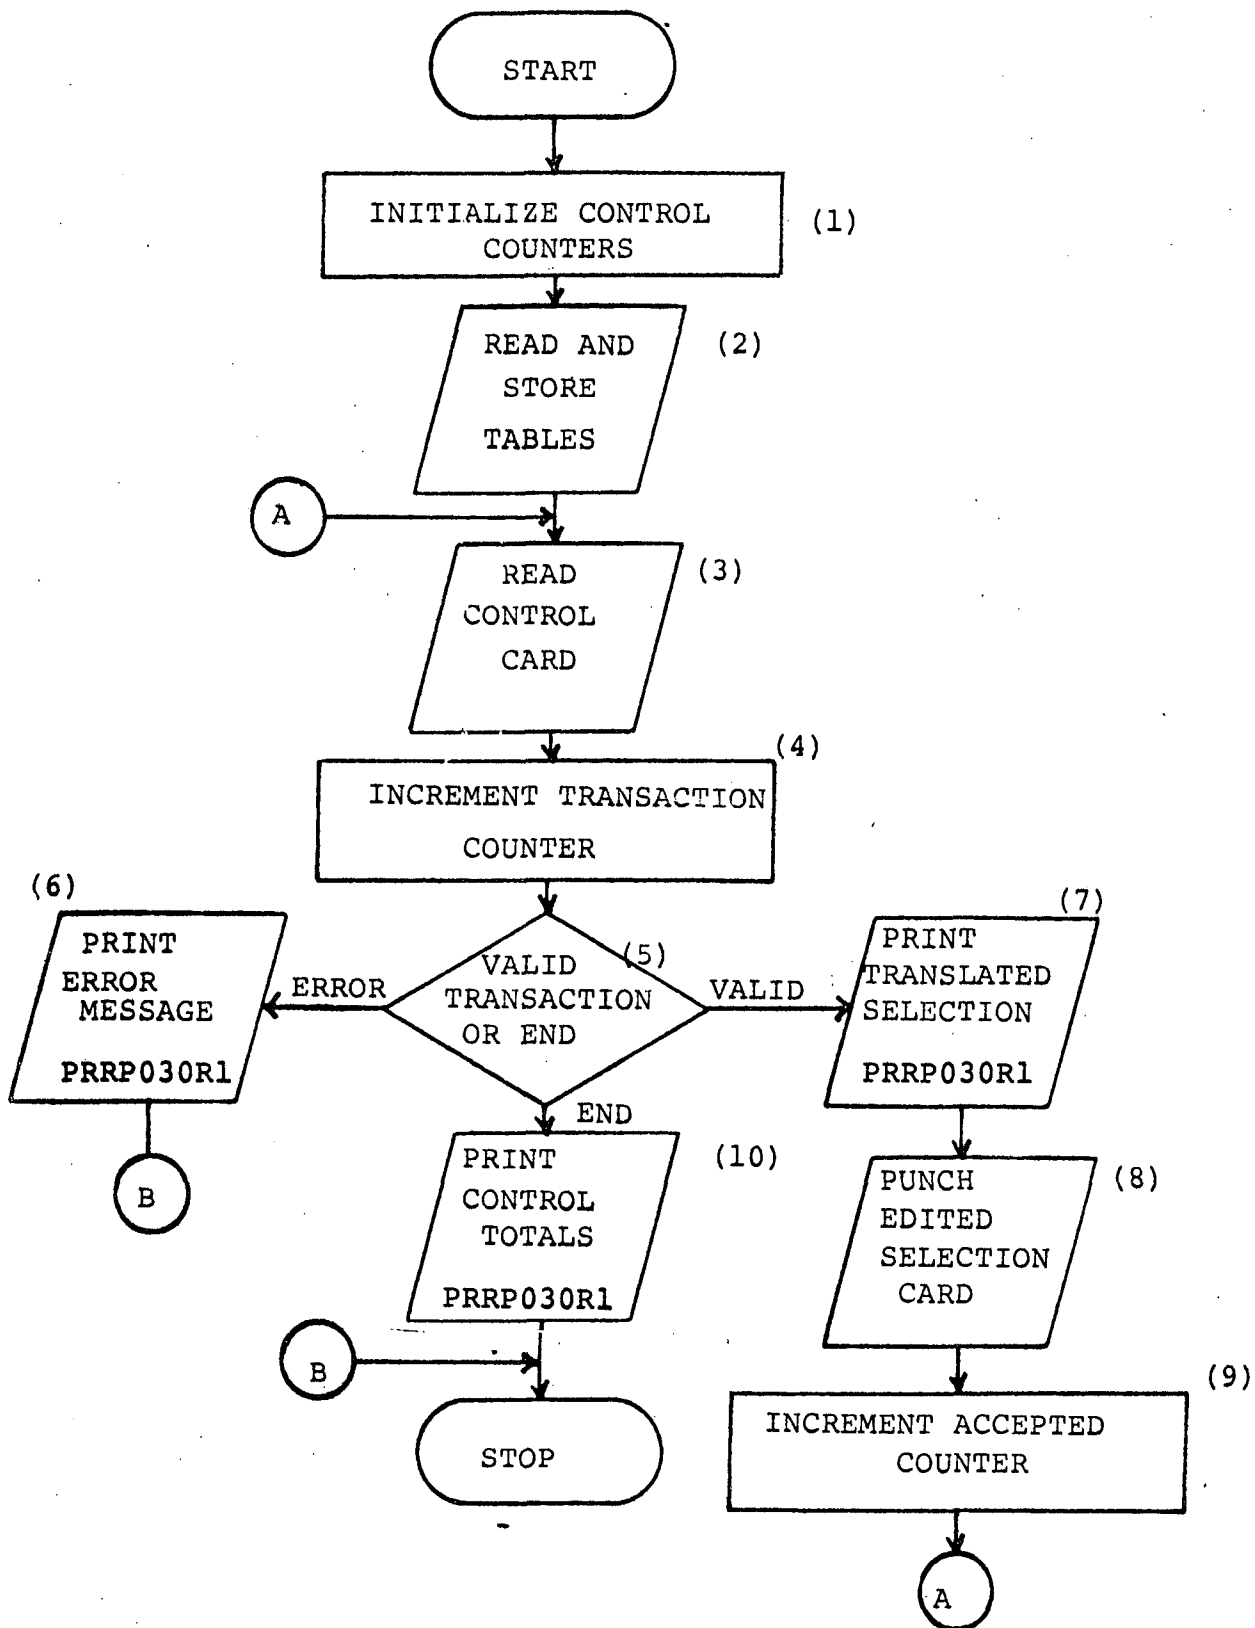 START
INITIALIZE CONTROL
COUNTERS
(1)
READ AND
STORE
TABLES
(2)
A
READ
CONTROL
CARD
(3)
INCREMENT TRANSACTION
COUNTER
(4)
VALID
TRANSACTION
OR END
(5)
ERROR
(6)
PRINT
ERROR
MESSAGE
PRRP030R1
B
VALID
(7)
PRINT
TRANSLATED
SELECTION
PRRP030R1
PUNCH
EDITED
SELECTION
CARD
(8)
INCREMENT ACCEPTED
COUNTER
(9)
A
END
PRINT
CONTROL
TOTALS
PRRP030R1
(10)
B
STOP